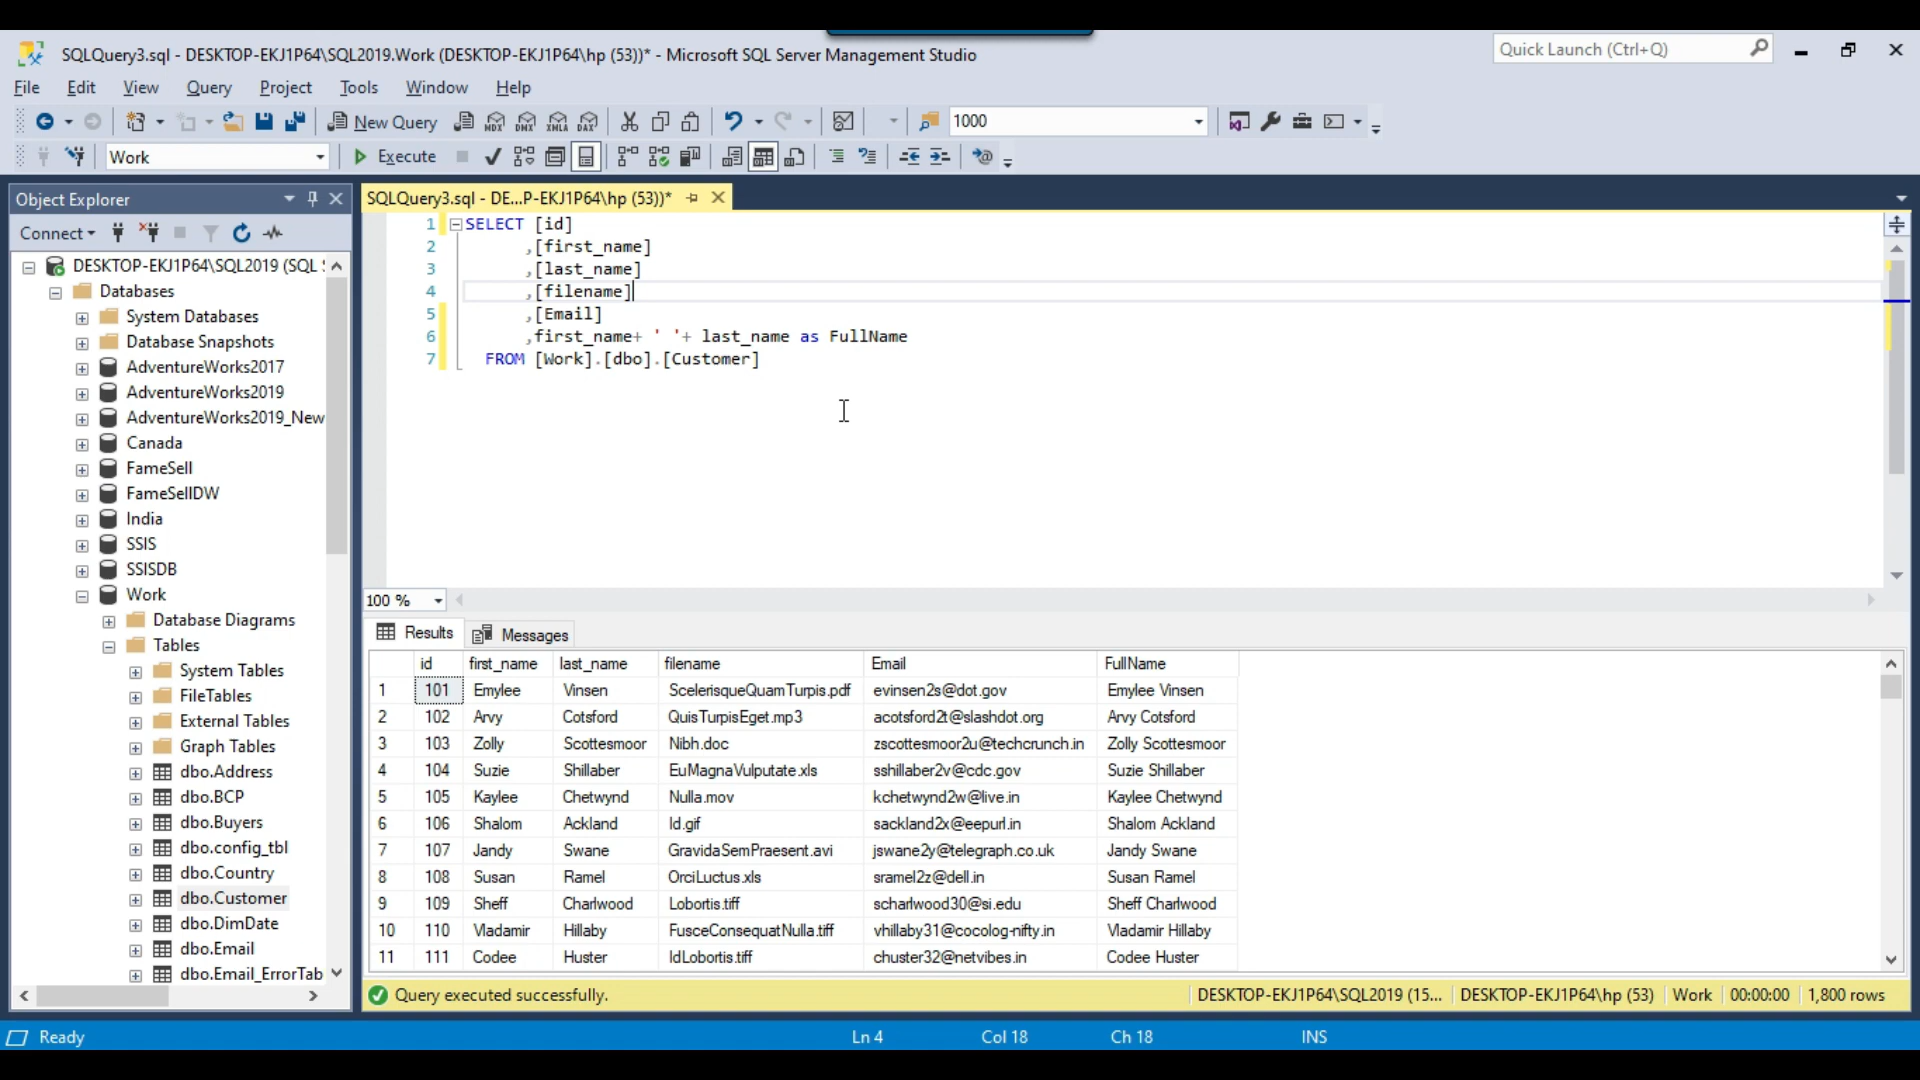 SQLQuery3.sql - DESKTOP-EKJ1P64\SQL2019.Work (DESKTOP-EKJ1P64\hp (53))* - Microsoft SQL Server Management Studio
Quick Launch (Ctrl+Q)
File Edit View Query Project Tools Window Help
New Query MDX DMX XMLA DAX 1000
Work Execute
Object Explorer
Connect
DESKTOP-EKJ1P64\SQL2019 (SQL
Databases
System Databases
Database Snapshots
AdventureWorks2017
AdventureWorks2019
AdventureWorks2019_New
Canada
FameSell
FameSellDW
India
SSIS
SSISDB
Work
Database Diagrams
Tables
System Tables
FileTables
External Tables
Graph Tables
dbo.Address
dbo.BCP
dbo.Buyers
dbo.config_tbl
dbo.Country
dbo.Customer
dbo.DimDate
dbo.Email
dbo.Email_ErrorTab
SQLQuery3.sql - DE...P-EKJ1P64\hp (53))*
1 SELECT [id]
2 ,[first_name]
3 ,[last_name]
4 ,[filename]
5 ,[Email]
6 ,first_name+ ' '+ last_name as FullName
7 FROM [Work].[dbo].[Customer]
100 %
Results Messages
id first_name last_name filename Email FullName
1 101 Emylee Vinsen ScelerisqueQuamTurpis.pdf evinsen2s@dot.gov Emylee Vinsen
2 102 Arvy Cotsford QuisTurpisEget.mp3 acotsford2t@slashdot.org Arvy Cotsford
3 103 Zolly Scottesmoor Nibh.doc zscottesmoor2u@techcrunch.in Zolly Scottesmoor
4 104 Suzie Shillaber EuMagnaVulputate.xls sshillaber2v@cdc.gov Suzie Shillaber
5 105 Kaylee Chetwynd Nulla.mov kchetwynd2w@live.in Kaylee Chetwynd
6 106 Shalom Ackland Id.gif sackland2x@eepurl.in Shalom Ackland
7 107 Jandy Swane GravidaSemPraesent.avi jswane2y@telegraph.co.uk Jandy Swane
8 108 Susan Ramel OrciLuctus.xls sramel2z@dell.in Susan Ramel
9 109 Sheff Charlwood Lobortis.tiff scharlwood30@si.edu Sheff Charlwood
10 110 Vladamir Hillaby FusceConsequatNulla.tiff vhillaby31@cocolog-nifty.in Vladamir Hillaby
11 111 Codee Huster IdLobortis.tiff chuster32@netvibes.in Codee Huster
Query executed successfully. DESKTOP-EKJ1P64\SQL2019 (15... DESKTOP-EKJ1P64\hp (53) Work 00:00:00 1,800 rows
Ready Ln 4 Col 18 Ch 18 INS